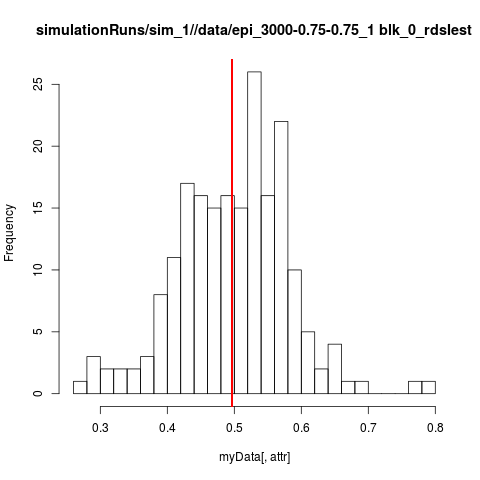 simulationRuns/sim_1//data/epi_3000-0.75-0.75_1 blk_0_rdslest
Frequency
25
20
15
10
5
0
0.3 0.4 0.5 0.6 0.7 0.8
myData[, attr]